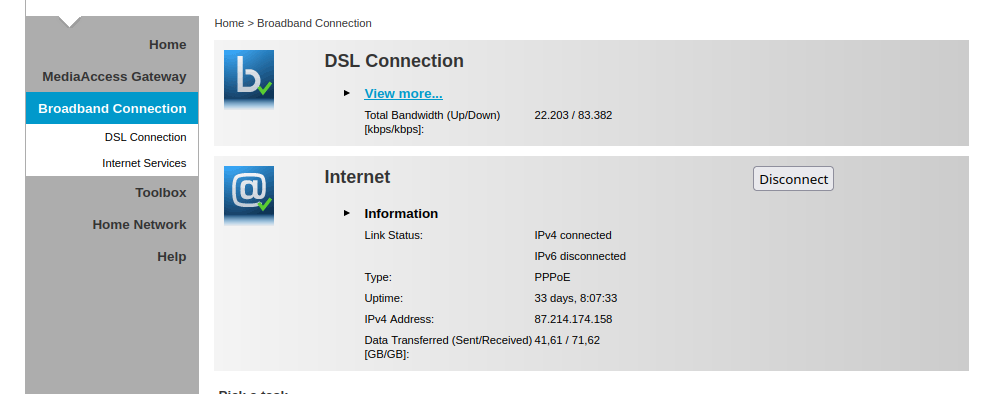 Home > Broadband Connection
Home
MediaAccess Gateway
Broadband Connection
DSL Connection
Internet Services
Toolbox
Home Network
Help
DSL Connection
View more...
Total Bandwidth (Up/Down) 22.203 / 83.382
[kbps/kbps]:
Internet
Disconnect
Information
Link Status: IPv4 connected
IPv6 disconnected
Type: PPPoE
Uptime: 33 days, 8:07:33
IPv4 Address: 87.214.174.158
Data Transferred (Sent/Received) 41,61 / 71,62
[GB/GB]:
Pick a task